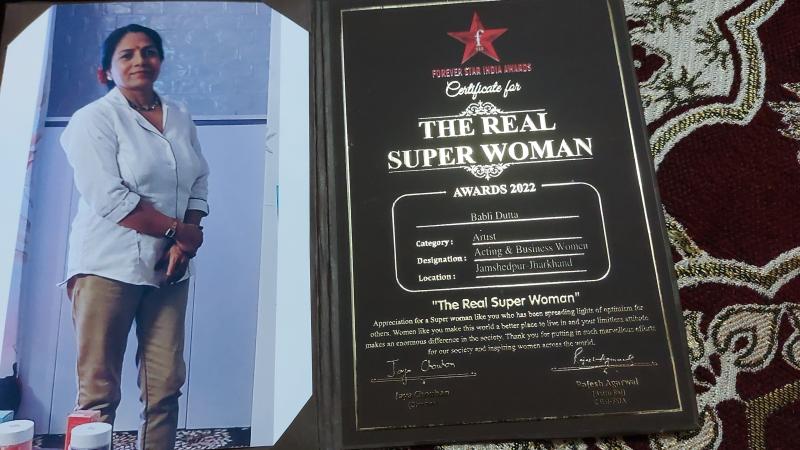 f
FOREVER STAR INDIA AWARDS
Certificate for
THE REAL
SUPER WOMAN
AWARDS 2022
Babli Dutta
Category : Artist
Designation : Acting & Business Women
Location : Jamshedpur-Jharkhand
"The Real Super Woman"
Appreciation for a Super woman like you who has been spreading lights of optimism for
others. Women like you make this world a better place to live in and your limitless attitude
makes an enormous difference in the society. Thank you for putting in such marvellous efforts
for our society and inspiring women across the world.
Jaya Chouhan
Jaya Chouhan
Rajesh Agarwal